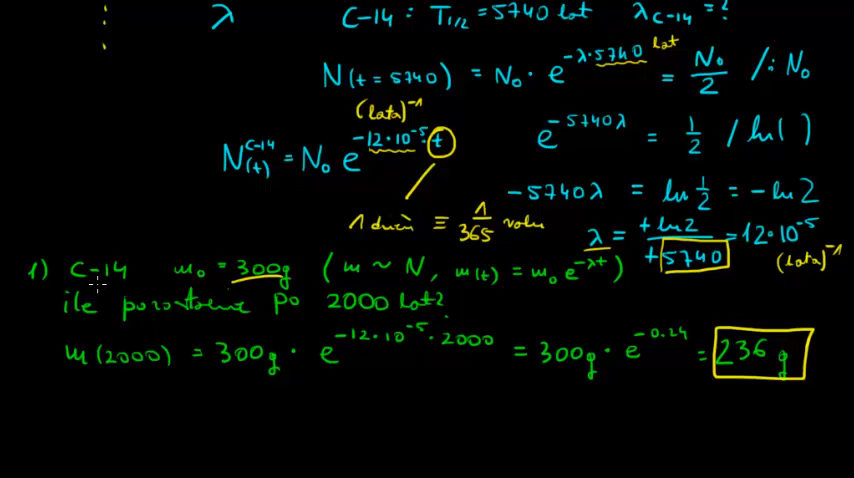 λ C-14 : T1/2 = 5740 lat λC-14 = ?
N(t = 5740) = N0 · e^(-λ·5740 lat) = N0/2 /: N0
(lata)^-1
N^C-14(t) = N0 e^(-12·10^-5·t)
e^(-5740λ) = 1/2 / ln( )
-5740λ = ln 1/2 = -ln2
1 dzień ≡ 1/365 roku
λ = +ln2/+5740 = 12·10^-5 (lata)^-1
1) C-14 m0 = 300g ( m ~ N, m(t) = m0 e^(-λt) )
ile pozostanie po 2000 lat?
m(2000) = 300g · e^(-12·10^-5·2000) = 300g · e^(-0.24) = 236 g